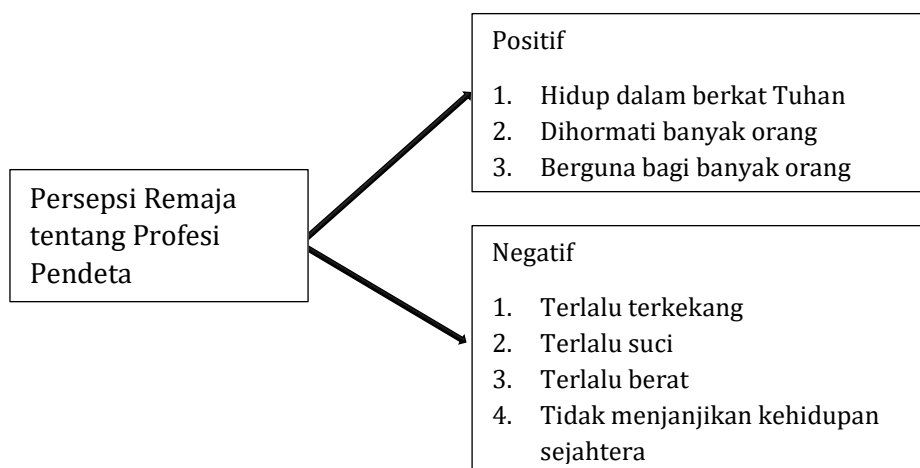 Persepsi Remaja
tentang Profesi
Pendeta
Positif
1. Hidup dalam berkat Tuhan
2. Dihormati banyak orang
3. Berguna bagi banyak orang
Negatif
1. Terlalu terkekang
2. Terlalu suci
3. Terlalu berat
4. Tidak menjanjikan kehidupan
sejahtera